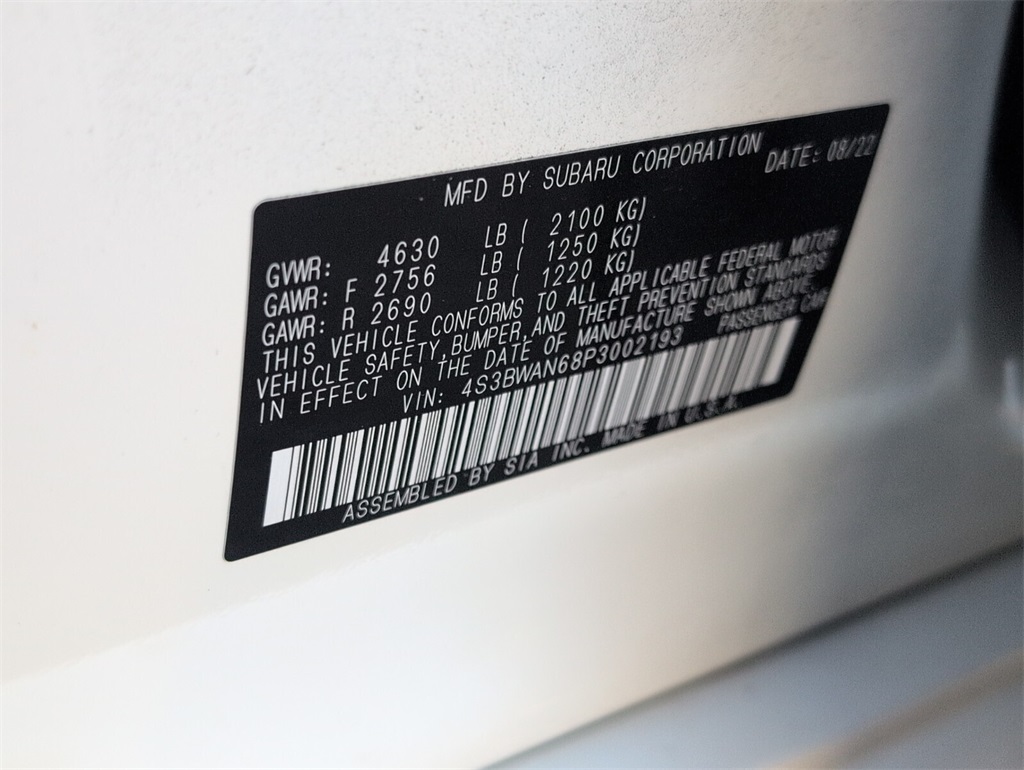 MFD BY SUBARU CORPORATION DATE: 08/22
GVWR: 4630 LB ( 2100 KG)
GAWR: F 2756 LB ( 1250 KG)
GAWR: R 2690 LB ( 1220 KG)
THIS VEHICLE CONFORMS TO ALL APPLICABLE FEDERAL MOTOR
VEHICLE SAFETY, BUMPER, AND THEFT PREVENTION STANDARDS
IN EFFECT ON THE DATE OF MANUFACTURE SHOWN ABOVE.
VIN: 4S3BWAN68P3002193 PASSENGER CAR
ASSEMBLED BY SIA INC. MADE IN U.S.A.